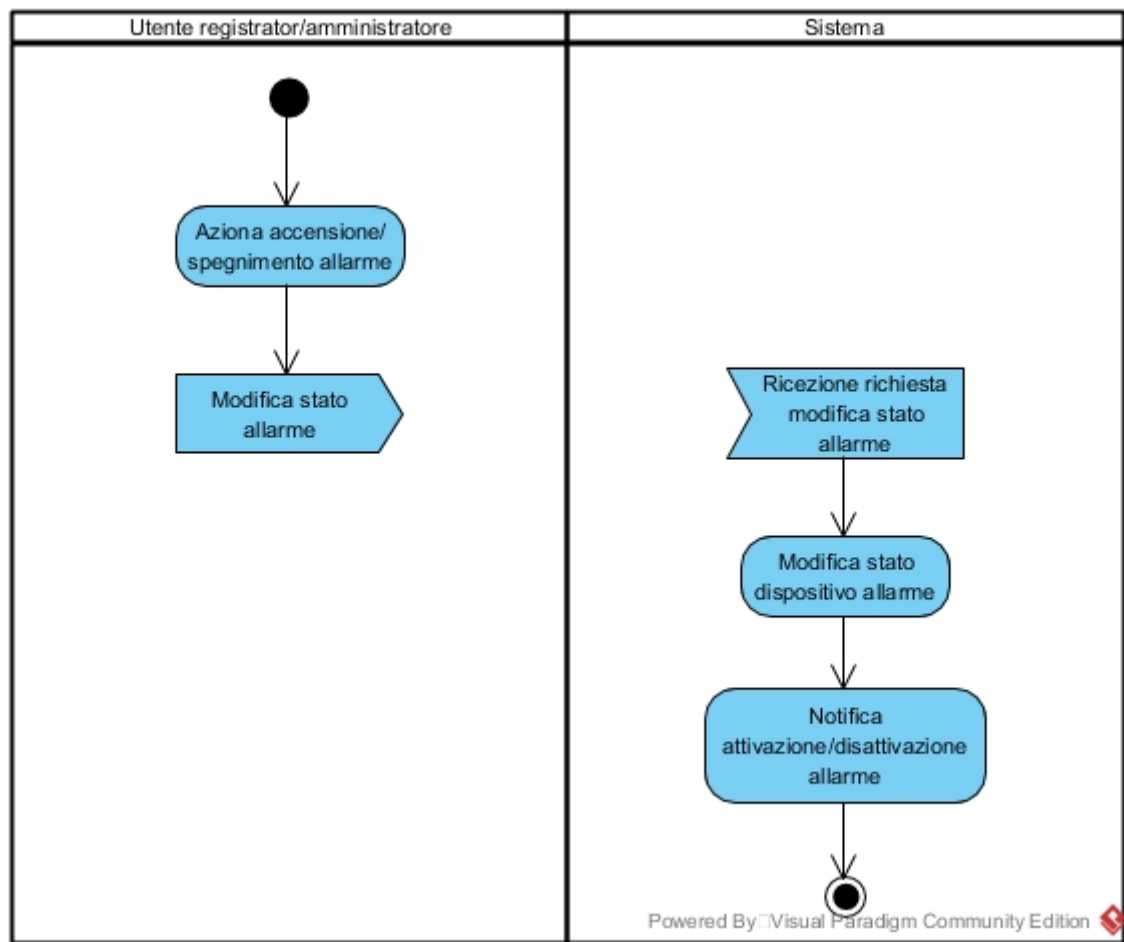 Utente registrator/amministratore
Sistema
Aziona accensione/
spegnimento allarme
Modifica stato
allarme
Ricezione richiesta
modifica stato
allarme
Modifica stato
dispositivo allarme
Notifica
attivazione/disattivazione
allarme
Powered By Visual Paradigm Community Edition